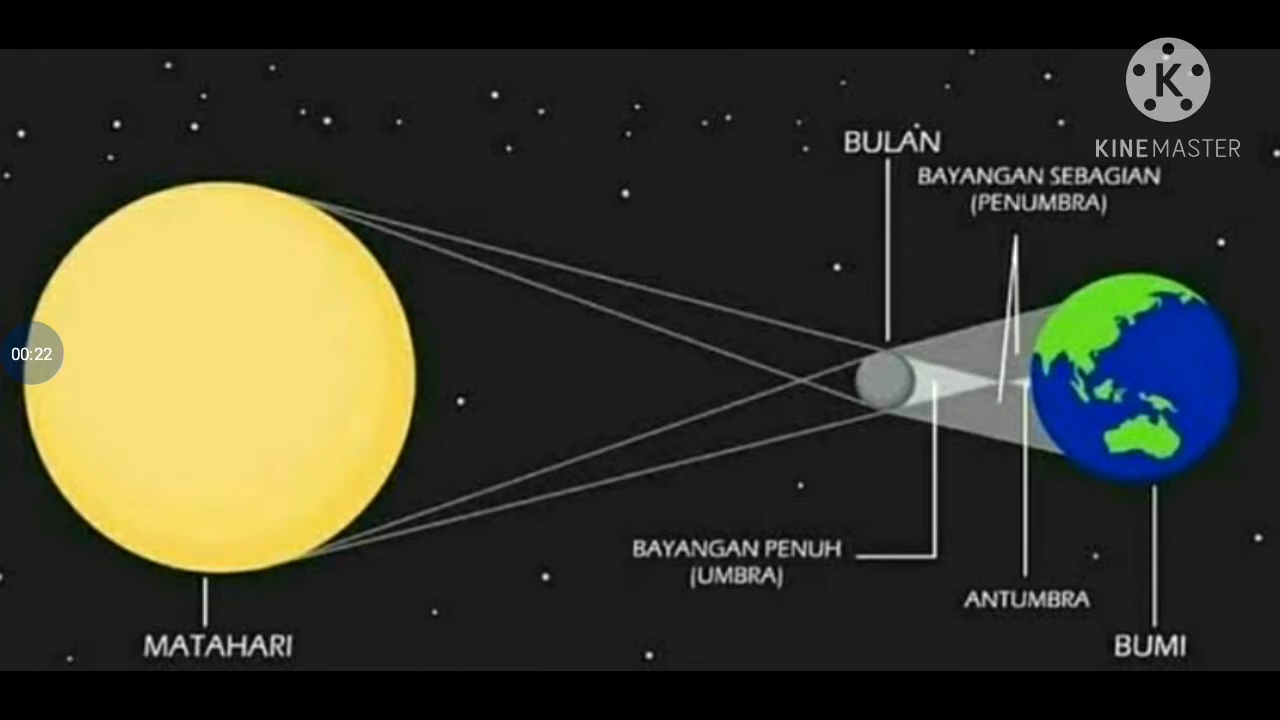 K
KINEMASTER
BULAN
BAYANGAN SEBAGIAN
(PENUMBRA)
00:22
BAYANGAN PENUH
(UMBRA)
ANTUMBRA
MATAHARI
BUMI